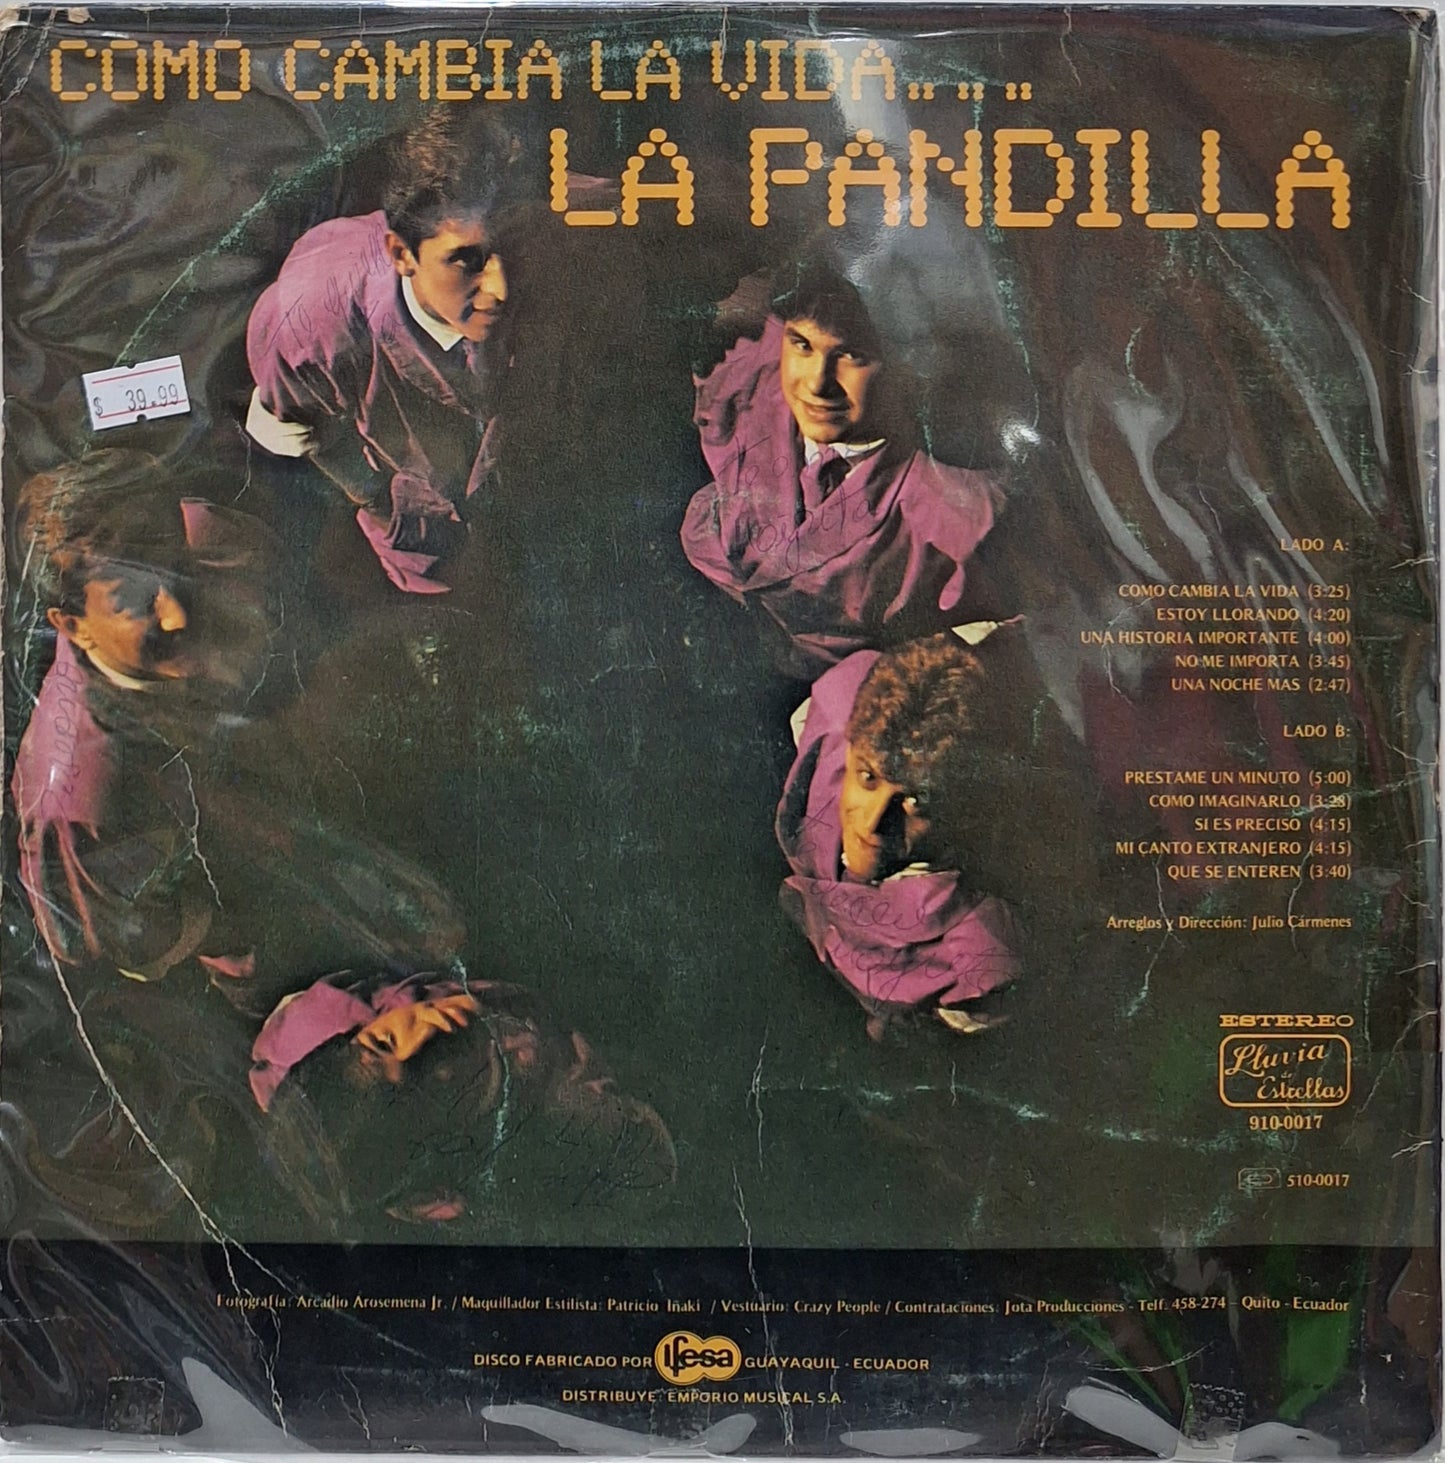 COMO CAMBIA LA VIDA.. .. ..
LA PANDILLA
$ 39.99
LADO A:
COMO CAMBIA LA VIDA (3:25)
ESTOY LLORANDO (4:20)
UNA HISTORIA IMPORTANTE (4:00)
NO ME IMPORTA (3:45)
UNA NOCHE MAS (2:47)
LADO B:
PRESTAME UN MINUTO (5:00)
COMO IMAGINARLO (3:28)
SI ES PRECISO (4:15)
MI CANTO EXTRANJERO (4:15)
QUE SE ENTEREN (3:40)
Arreglos y Dirección: Julio Cármenes
ESTEREO
Lluvia
de
Estrellas
910-0017
510-0017
Fotografía: Arcadio Arosemena Jr. / Maquillador Estilista: Patricio Iñaki / Vestuario: Crazy People / Contrataciones: Jota Producciones - Telf. 458-274 - Quito - Ecuador
DISCO FABRICADO POR ifesa GUAYAQUIL - ECUADOR
DISTRIBUYE: EMPORIO MUSICAL S.A.